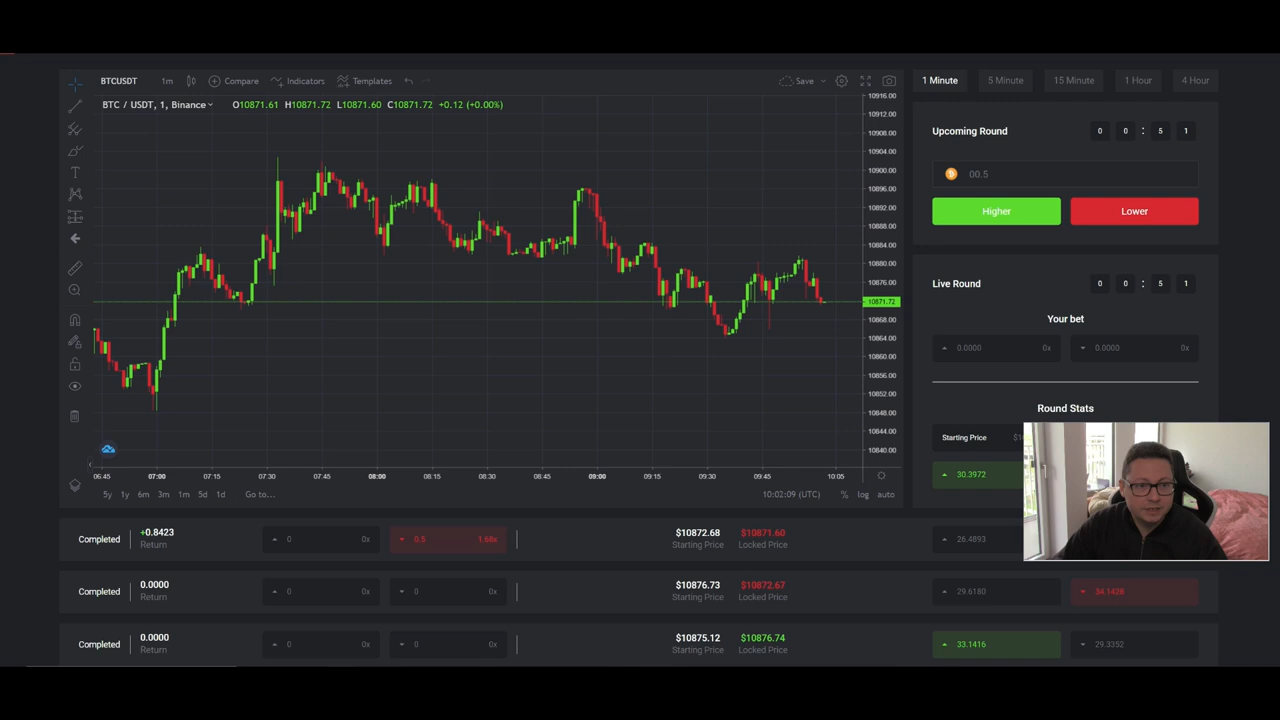 BTCUSDT 1m Compare Indicators Templates Save
BTC / USDT, 1, Binance O10871.61 H10871.72 L10871.60 C10871.72 +0.12 (+0.00%)
10916.00
10912.00
10908.00
10904.00
10900.00
10896.00
10892.00
10888.00
10884.00
10880.00
10876.00
10871.72
10868.00
10864.00
10860.00
10856.00
10852.00
10848.00
10844.00
10840.00
06:45 07:00 07:15 07:30 07:45 08:00 08:15 08:30 08:45 09:00 09:15 09:30 09:45 10:05
5y 1y 6m 3m 1m 5d 1d Go to... 10:02:09 (UTC) % log auto
1 Minute 5 Minute 15 Minute 1 Hour 4 Hour
Upcoming Round 0 0 : 5 1
00.5
Higher Lower
Live Round 0 0 : 5 1
Your bet
0.0000 0x 0.0000 0x
Round Stats
Starting Price
30.3972
Completed +0.8423 0 0x 0.5 1.68x $10872.68 $10871.60 26.4893
Return Starting Price Locked Price
Completed 0.0000 0 0x 0 0x $10876.73 $10872.67 29.6180 34.1428
Return Starting Price Locked Price
Completed 0.0000 0 0x 0 0x $10875.12 $10876.74 33.1416 29.3352
Return Starting Price Locked Price